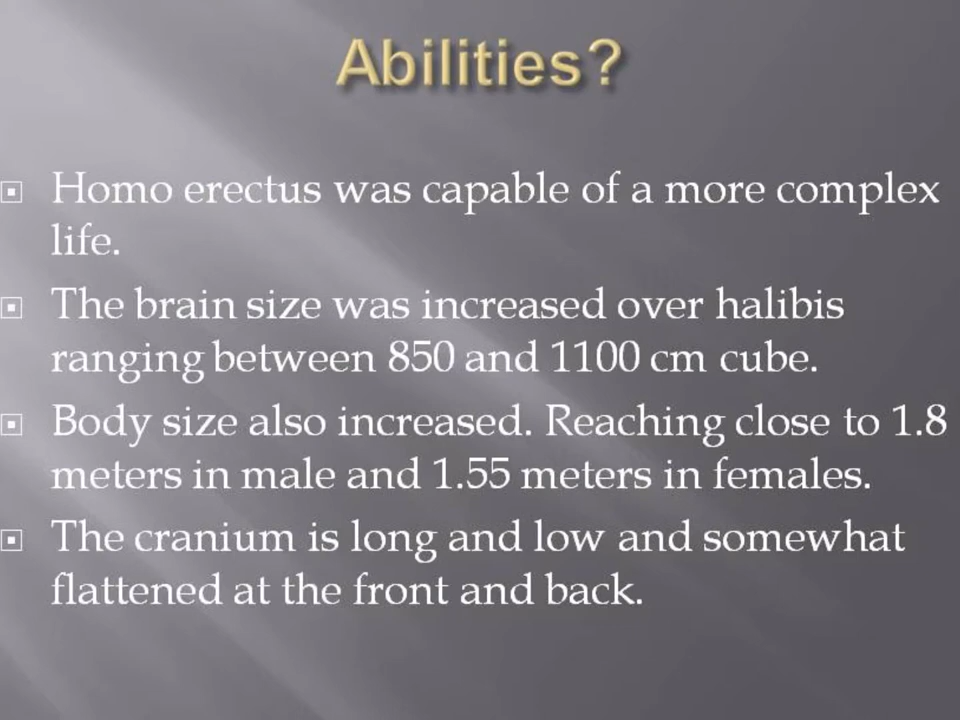 Abilities?
Homo erectus was capable of a more complex
life.
The brain size was increased over halibis
ranging between 850 and 1100 cm cube.
Body size also increased. Reaching close to 1.8
meters in male and 1.55 meters in females.
The cranium is long and low and somewhat
flattened at the front and back.